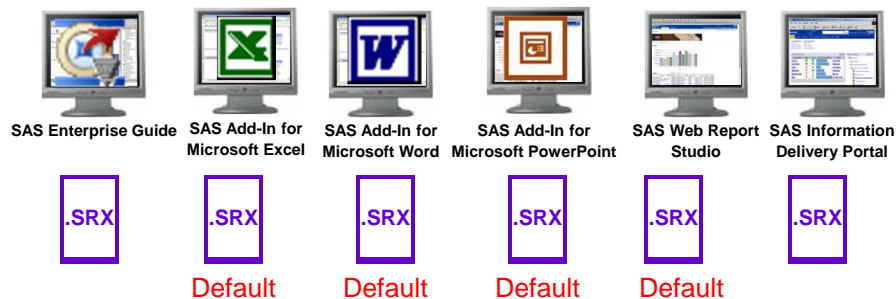 SAS Enterprise Guide
SAS Add-In for
Microsoft Excel
SAS Add-In for
Microsoft Word
SAS Add-In for
Microsoft PowerPoint
SAS Web Report
Studio
SAS Information
Delivery Portal
.SRX
.SRX
.SRX
.SRX
.SRX
.SRX
Default
Default
Default
Default